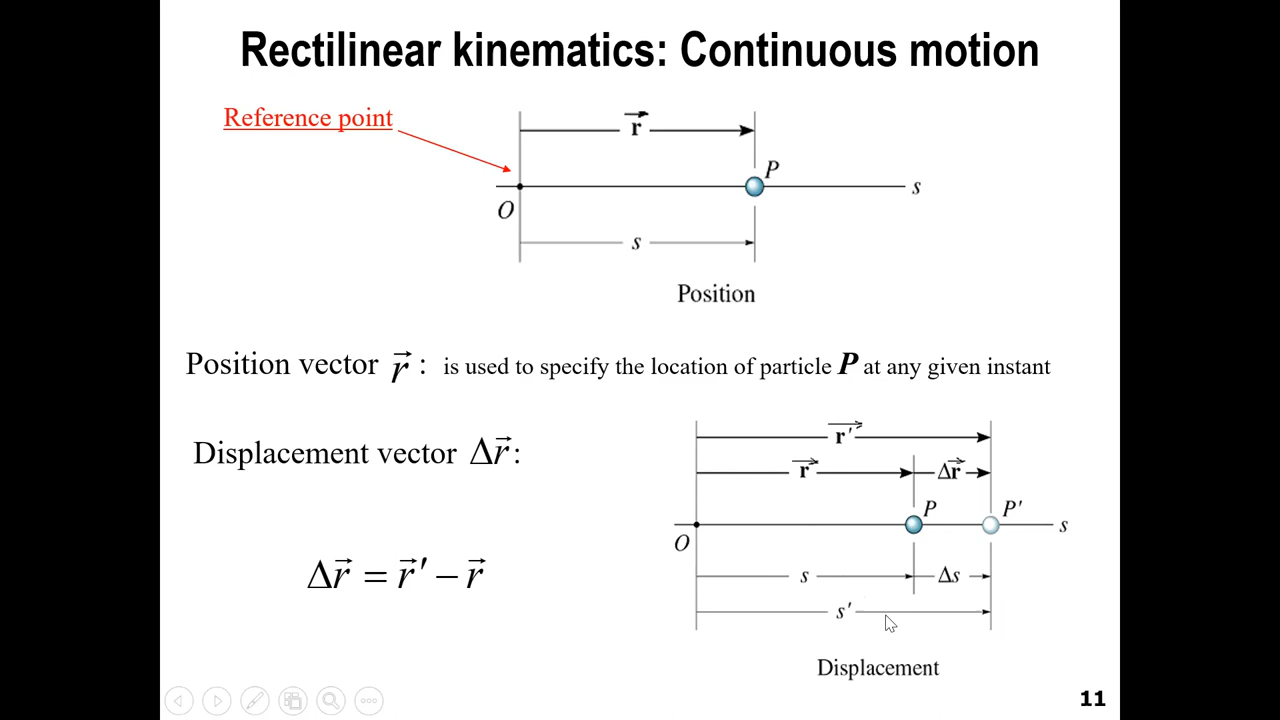 Rectilinear kinematics: Continuous motion
Reference point
r⃗
P
s
O
s
Position
Position vector r⃗ : is used to specify the location of particle P at any given instant
Displacement vector Δr⃗:
r⃗'
r⃗ Δr⃗
P P'
s
O
Δr⃗ = r⃗' − r⃗
s Δs
s'
Displacement
11